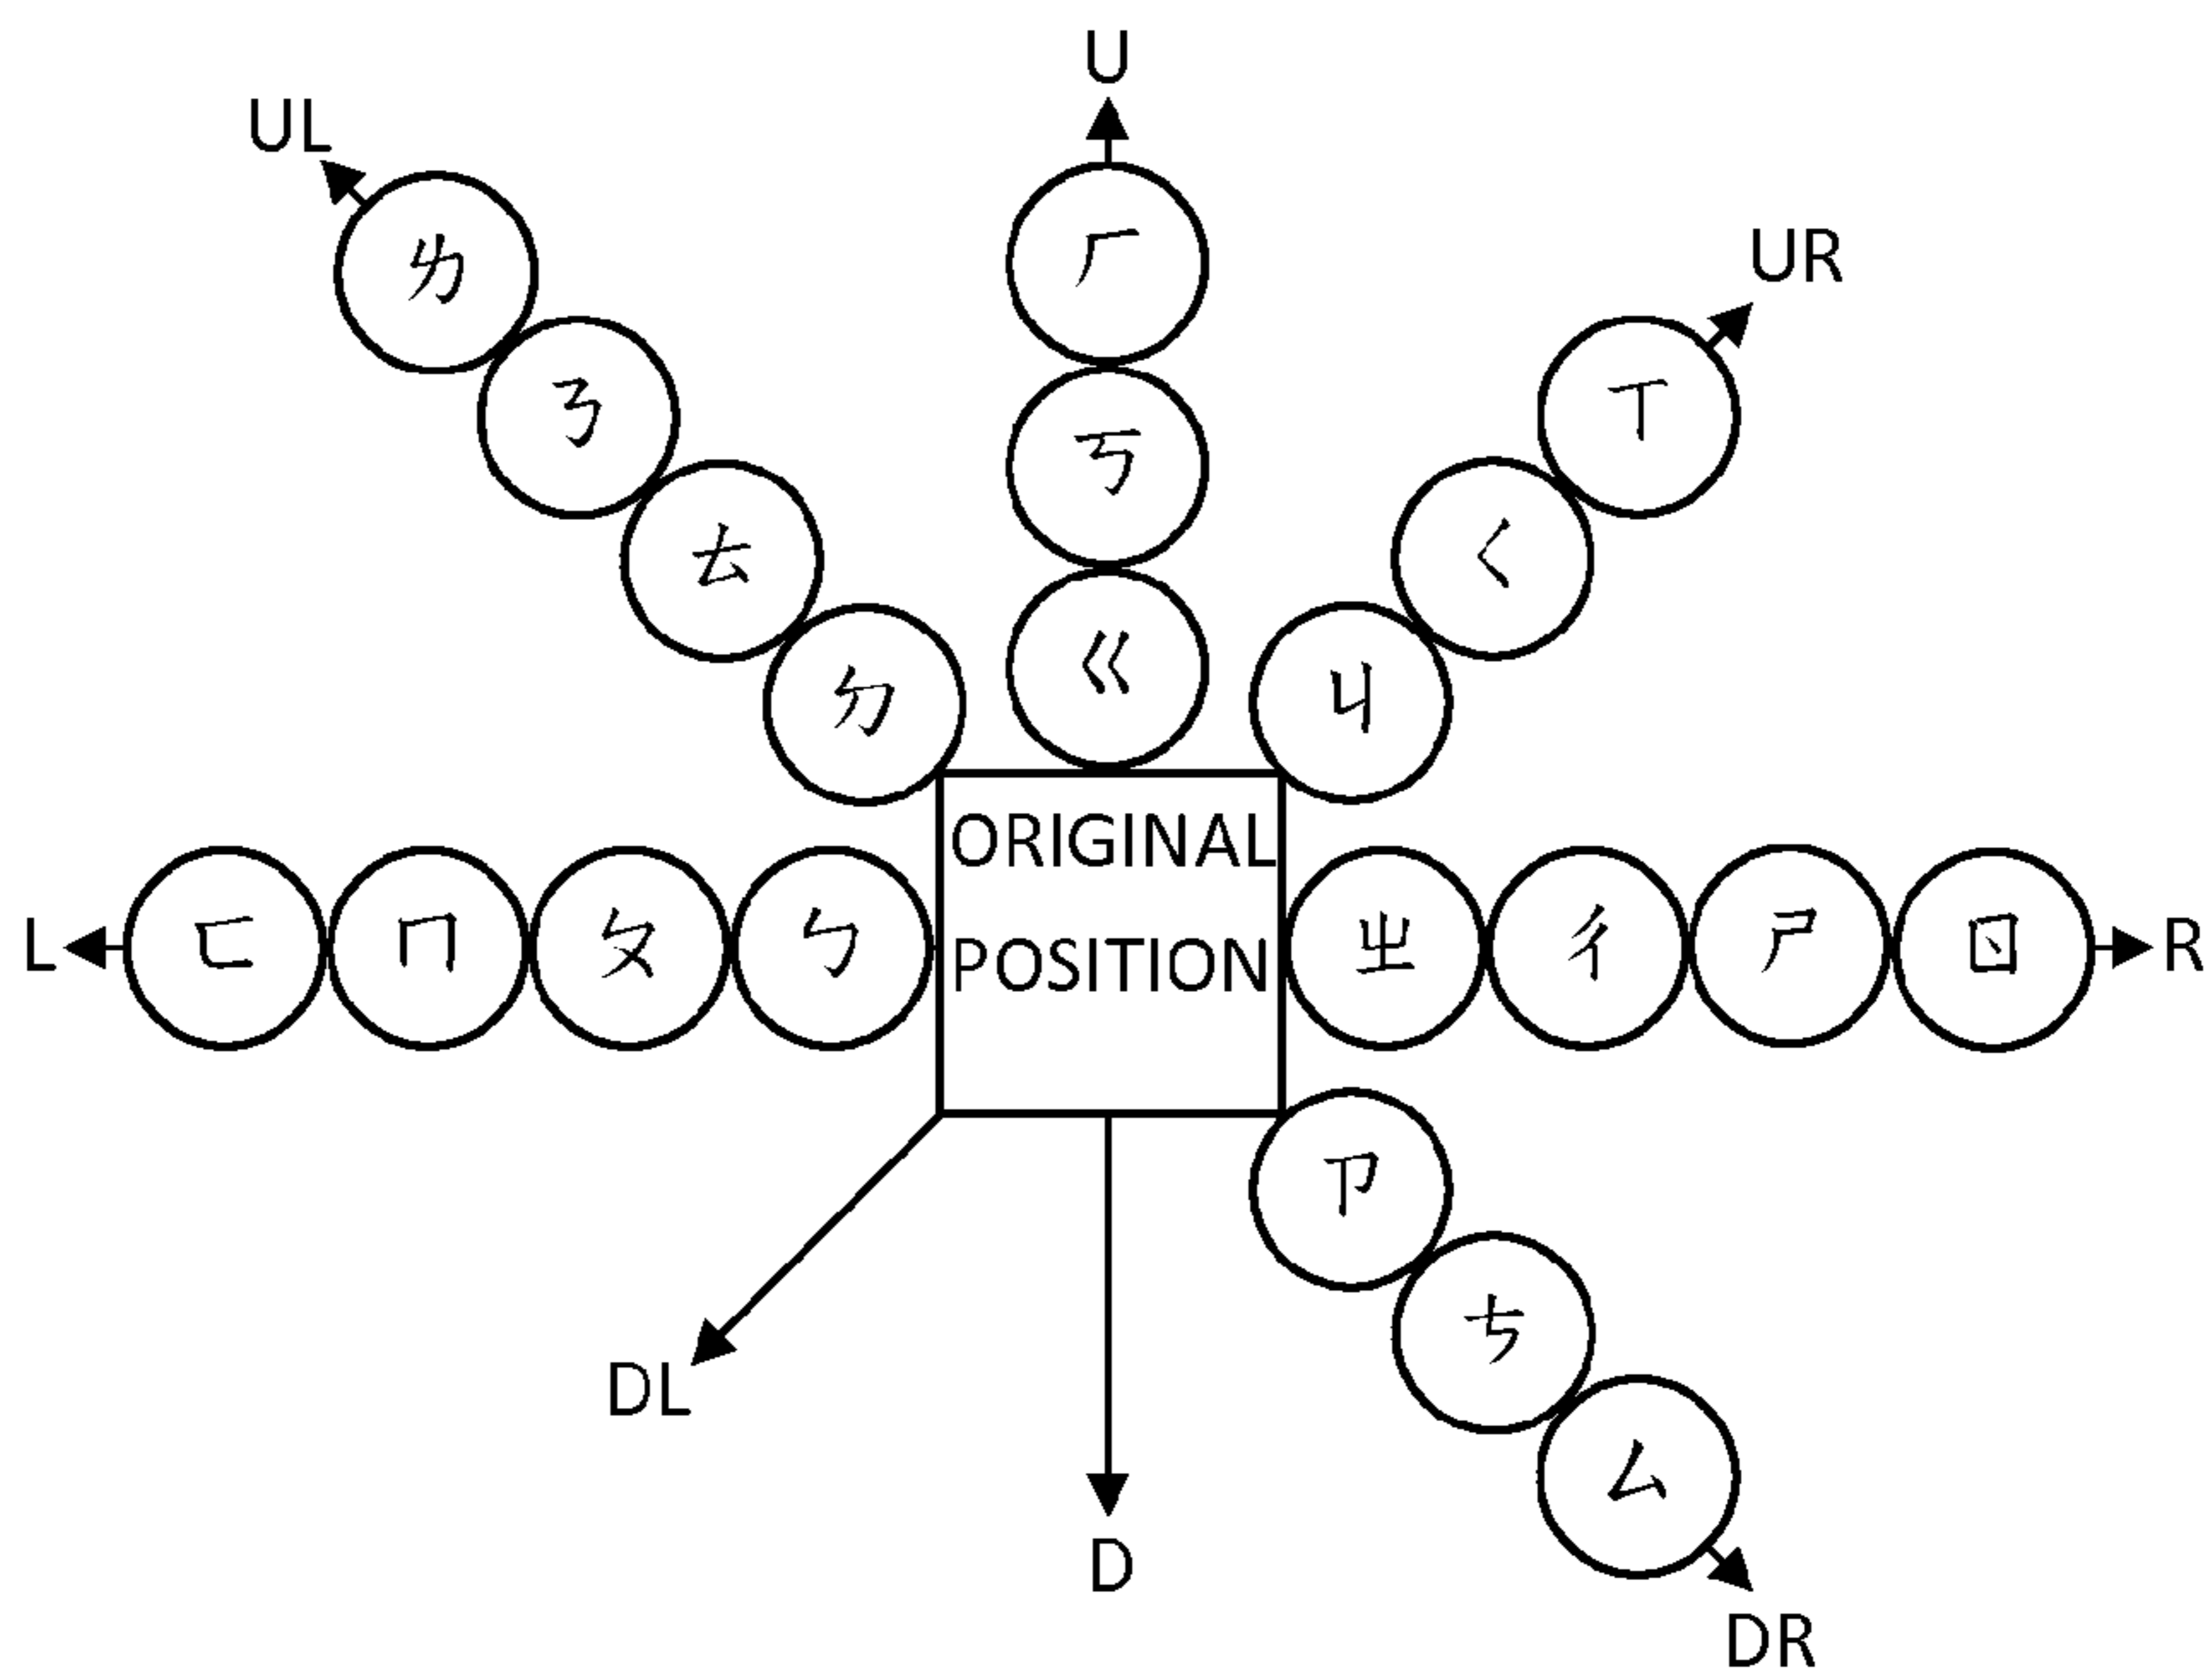 U
UL
UR
ㄌ
ㄋ
ㄊ
ㄉ
ㄏ
ㄎ
ㄍ
ㄒ
ㄑ
ㄐ
ORIGINAL
POSITION
L
ㄈ ㄇ ㄆ ㄅ
ㄓ ㄔ ㄕ ㄖ
R
ㄗ
ㄘ
ㄙ
DL
D
DR